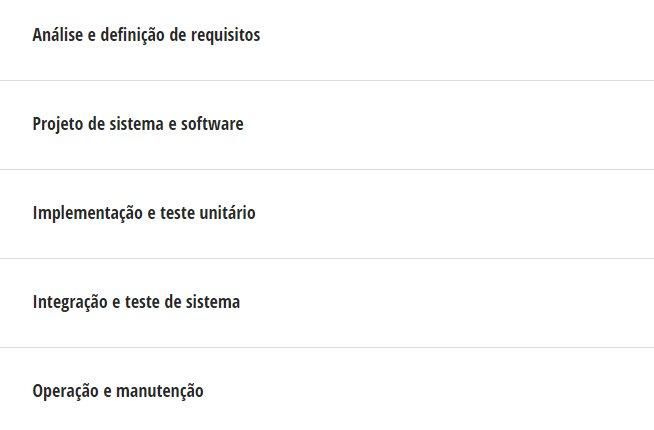 Análise e definição de requisitos
Projeto de sistema e software
Implementação e teste unitário
Integração e teste de sistema
Operação e manutenção